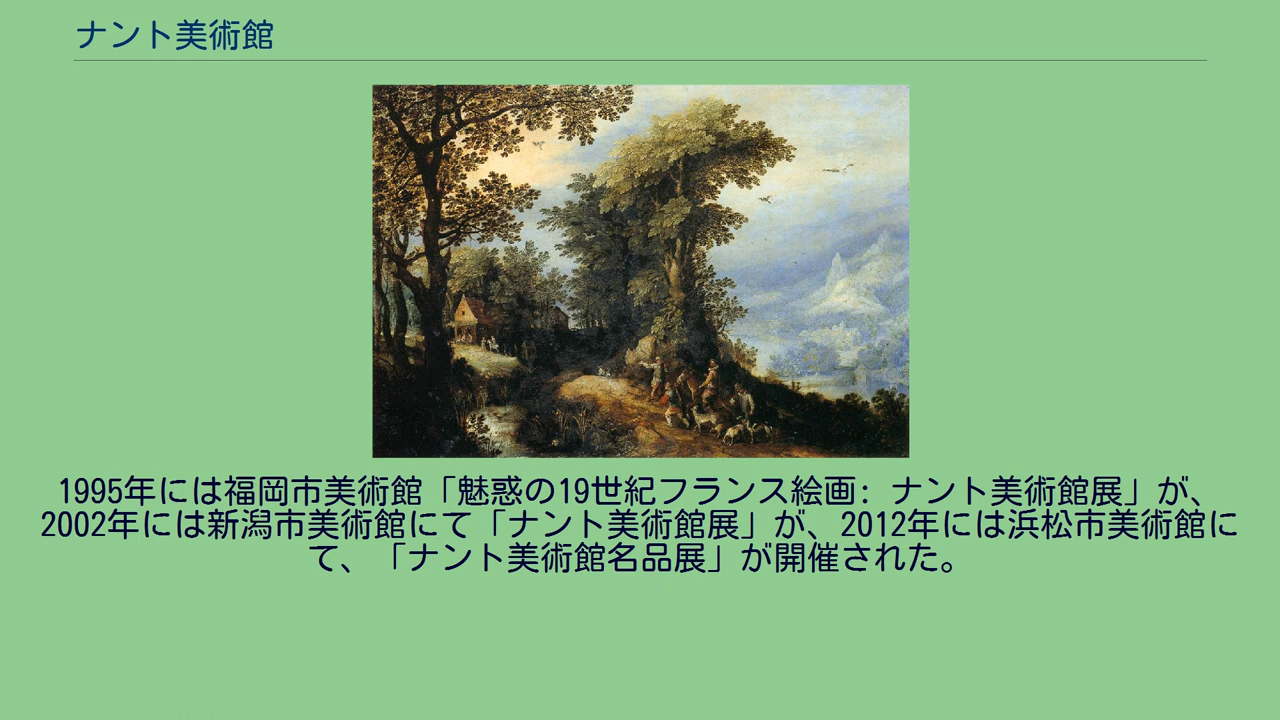 ナント美術館
1995年には福岡市美術館「魅惑の19世紀フランス絵画: ナント美術館展」が、
2002年には新潟市美術館にて「ナント美術館展」が、2012年には浜松市美術館に
て、「ナント美術館名品展」が開催された。